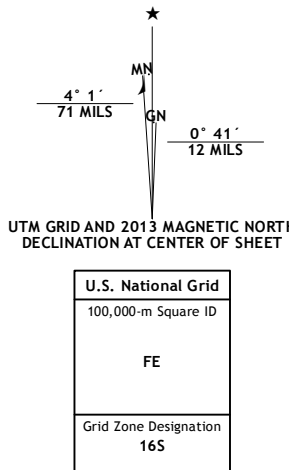 ★
MN
GN
4° 1´
71 MILS
0° 41´
12 MILS
UTM GRID AND 2013 MAGNETIC NORTH
DECLINATION AT CENTER OF SHEET
U.S. National Grid
100,000-m Square ID
FE
Grid Zone Designation
16S